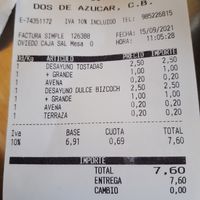 DOS DE AZUCAR, C.B.
E-74351172 IVA 10% INCLUIDO TEL: 985226815
FACTURA SIMPLE 126388 FECHA: 15/09/2021
OVIEDO CAJA SAL Mesa 0 HORA: 11:05:28
Ud/Kg ARTICULO PRECIO IMPORTE
1 DESAYUNO TOSTADAS 2,50 2,50
1 + GRANDE 1,00 1,00
1 AVENA 0,20 0,20
1 DESAYUNO DULCE BIZCOCH 2,50 2,50
1 + GRANDE 1,00 1,00
1 AVENA 0,20 0,20
1 TERRAZA 0,20 0,20
Iva BASE CUOTA TOTAL
10% 6,91 0,69 7,60
IMPORTE
TOTAL 7,60
ENTREGA 7,60
CAMBIO 0,00